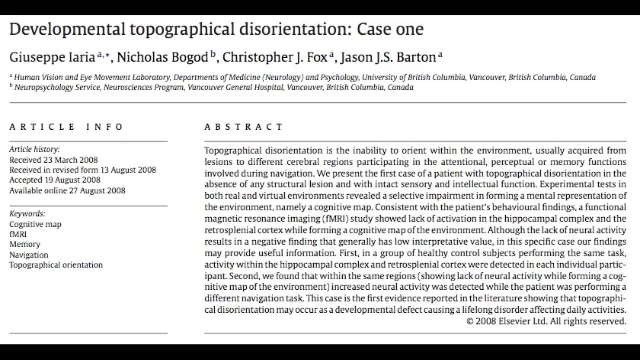 Developmental topographical disorientation: Case one
Giuseppe Iaria a,*, Nicholas Bogod b, Christopher J. Fox a, Jason J.S. Barton a
a Human Vision and Eye Movement Laboratory, Departments of Medicine (Neurology) and Psychology, University of British Columbia, Vancouver, British Columbia, Canada
b Neuropsychology Service, Neurosciences Program, Vancouver General Hospital, Vancouver, British Columbia, Canada
ARTICLE INFO
Article history:
Received 23 March 2008
Received in revised form 13 August 2008
Accepted 19 August 2008
Available online 27 August 2008
Keywords:
Cognitive map
fMRI
Memory
Navigation
Topographical orientation
ABSTRACT
Topographical disorientation is the inability to orient within the environment, usually acquired from
lesions to different cerebral regions participating in the attentional, perceptual or memory functions
involved during navigation. We present the first case of a patient with topographical disorientation in the
absence of any structural lesion and with intact sensory and intellectual function. Experimental tests in
both real and virtual environments revealed a selective impairment in forming a mental representation of
the environment, namely a cognitive map. Consistent with the patient's behavioural findings, a functional
magnetic resonance imaging (fMRI) study showed lack of activation in the hippocampal complex and the
retrosplenial cortex while forming a cognitive map of the environment. Although the lack of neural activity
results in a negative finding that generally has low interpretative value, in this specific case our findings
may provide useful information. First, in a group of healthy control subjects performing the same task,
activity within the hippocampal complex and retrosplenial cortex were detected in each individual partic-
ipant. Second, we found that within the same regions (showing lack of neural activity while forming a cog-
nitive map of the environment) increased neural activity was detected while the patient was performing a
different navigation task. This case is the first evidence reported in the literature showing that topographi-
cal disorientation may occur as a developmental defect causing a lifelong disorder affecting daily activities.
© 2008 Elsevier Ltd. All rights reserved.